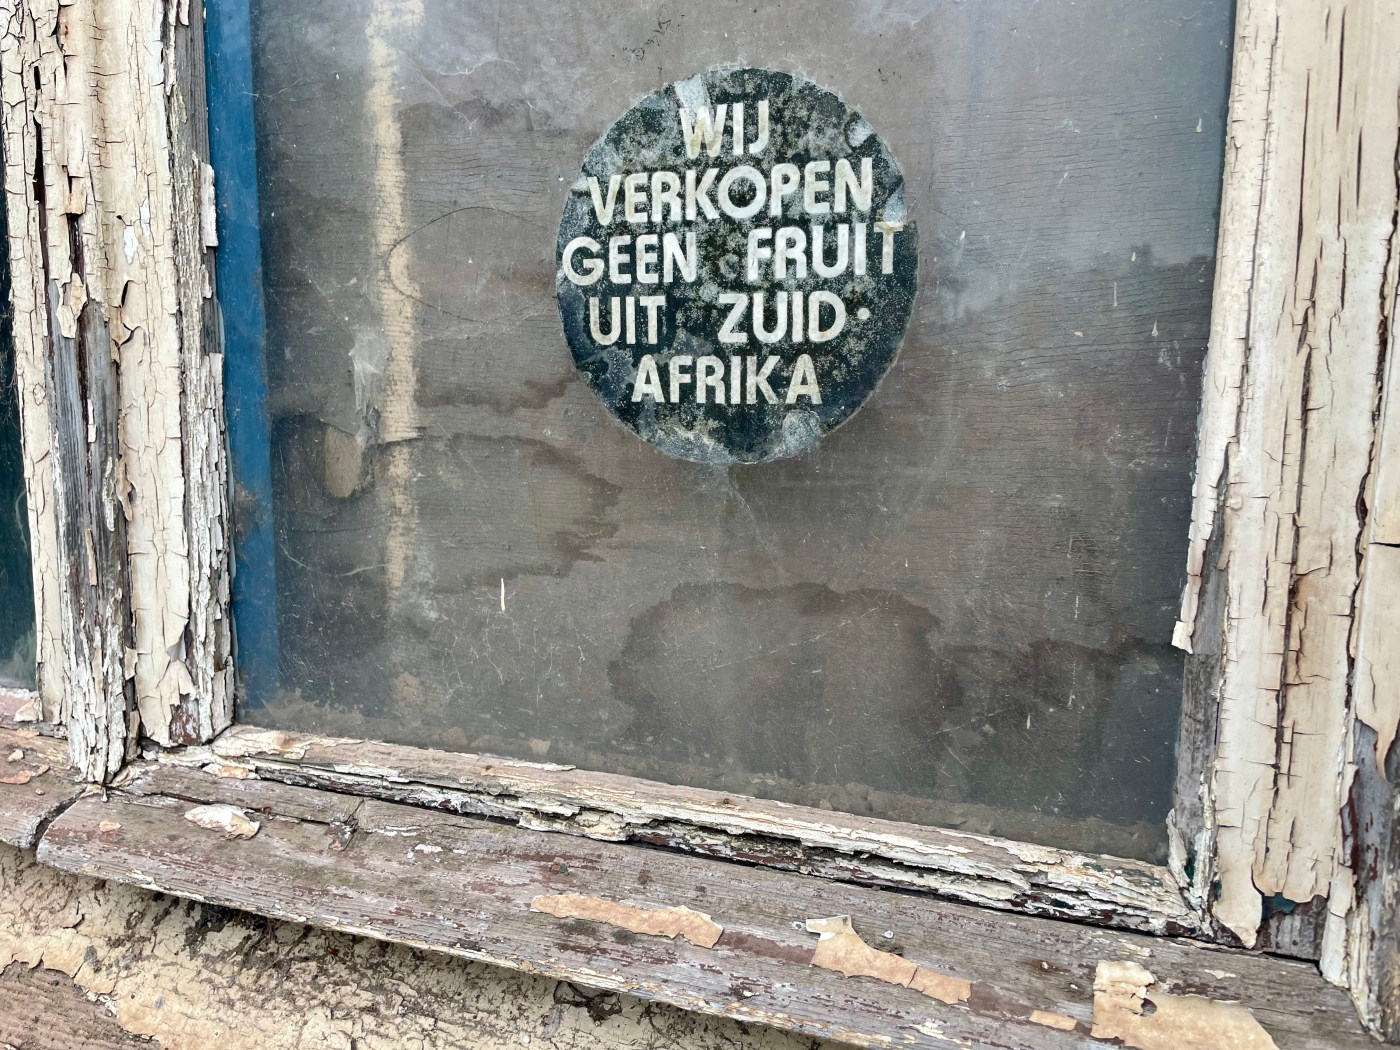 WIJ
VERKOPEN
GEEN FRUIT
UIT ZUID·
AFRIKA